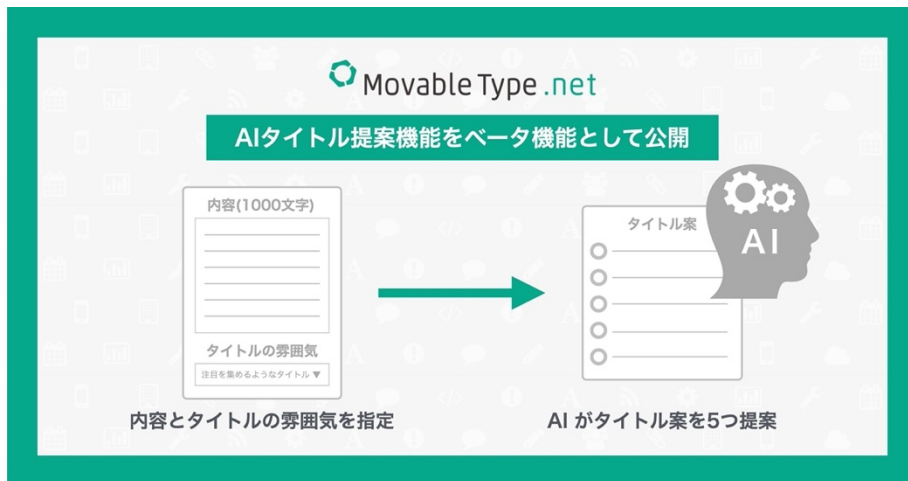 MovableType.net
AIタイトル提案機能をベータ機能として公開
内容(1000文字)
タイトルの雰囲気
注目を集めるようなタイトル▼
内容とタイトルの雰囲気を指定
タイトル案
AI
AI がタイトル案を5つ提案